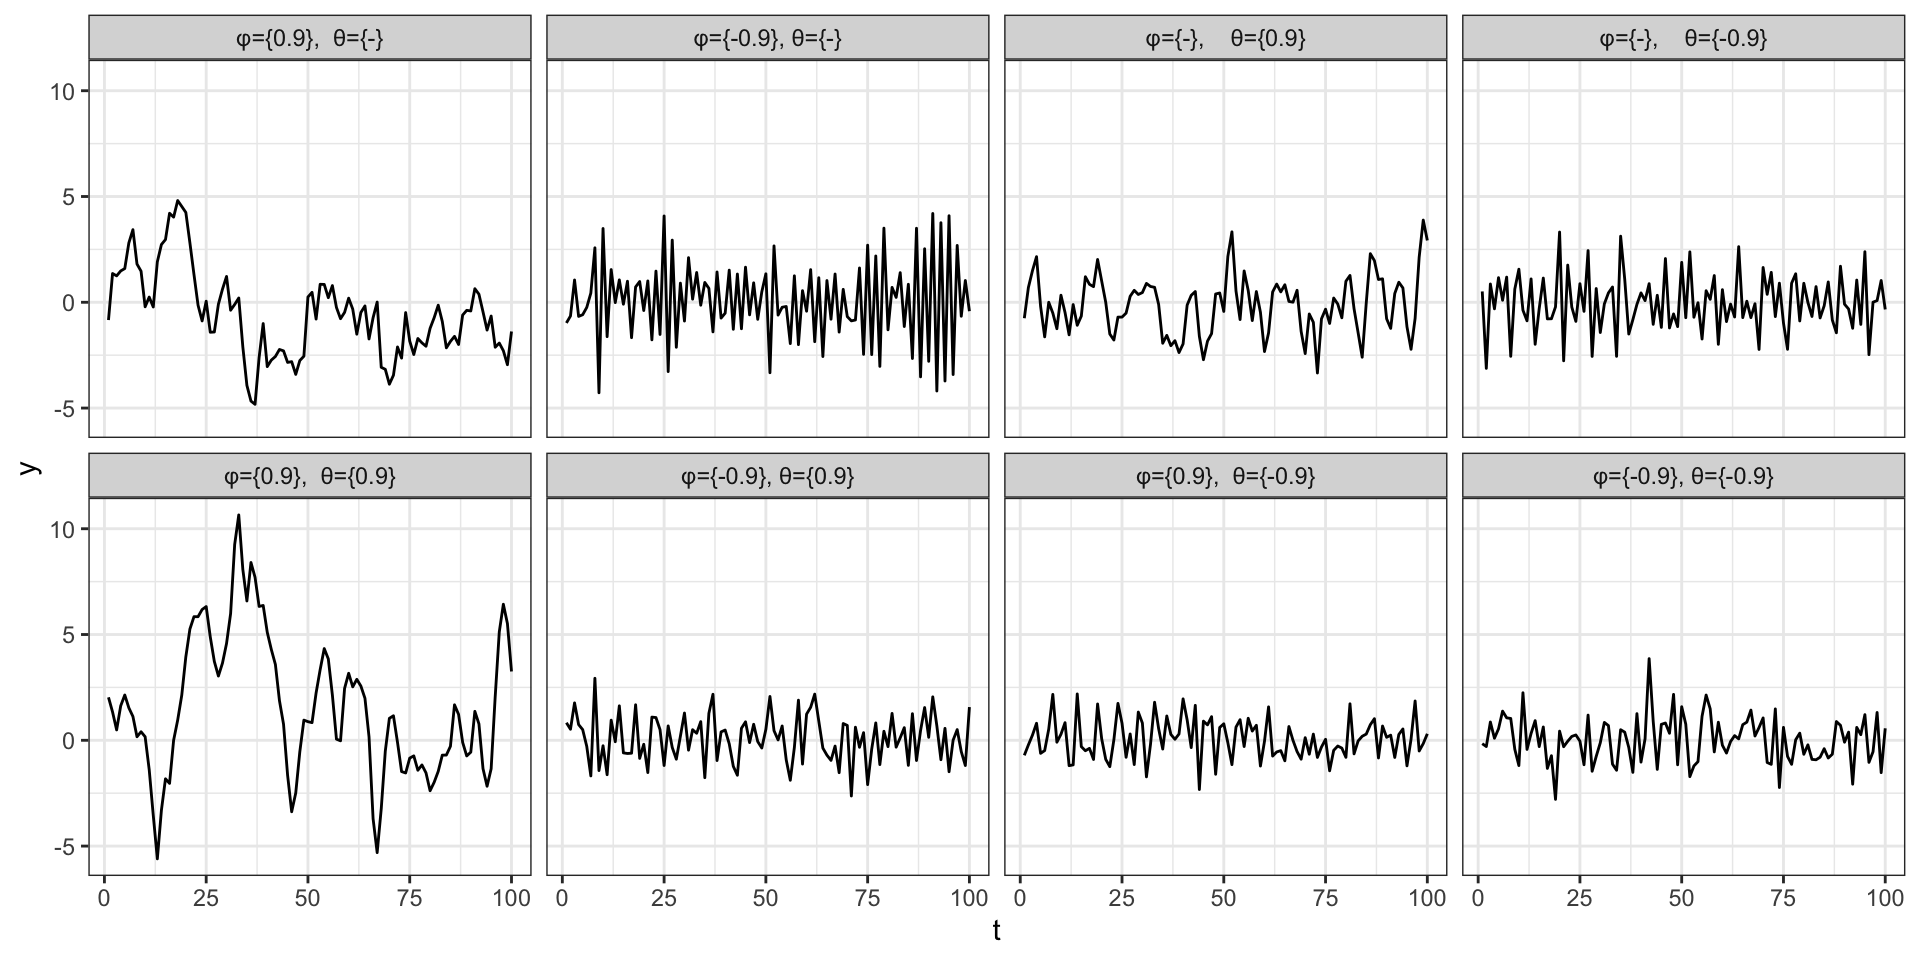 φ={0.9},  θ={-}
φ={-0.9}, θ={-}
φ={-},    θ={0.9}
φ={-},    θ={-0.9}
10
5
0
-5
y
φ={0.9},  θ={0.9}
φ={-0.9}, θ={0.9}
φ={0.9},  θ={-0.9}
φ={-0.9}, θ={-0.9}
10
5
0
-5
0 25 50 75 100
0 25 50 75 100
0 25 50 75 100
0 25 50 75 100
t